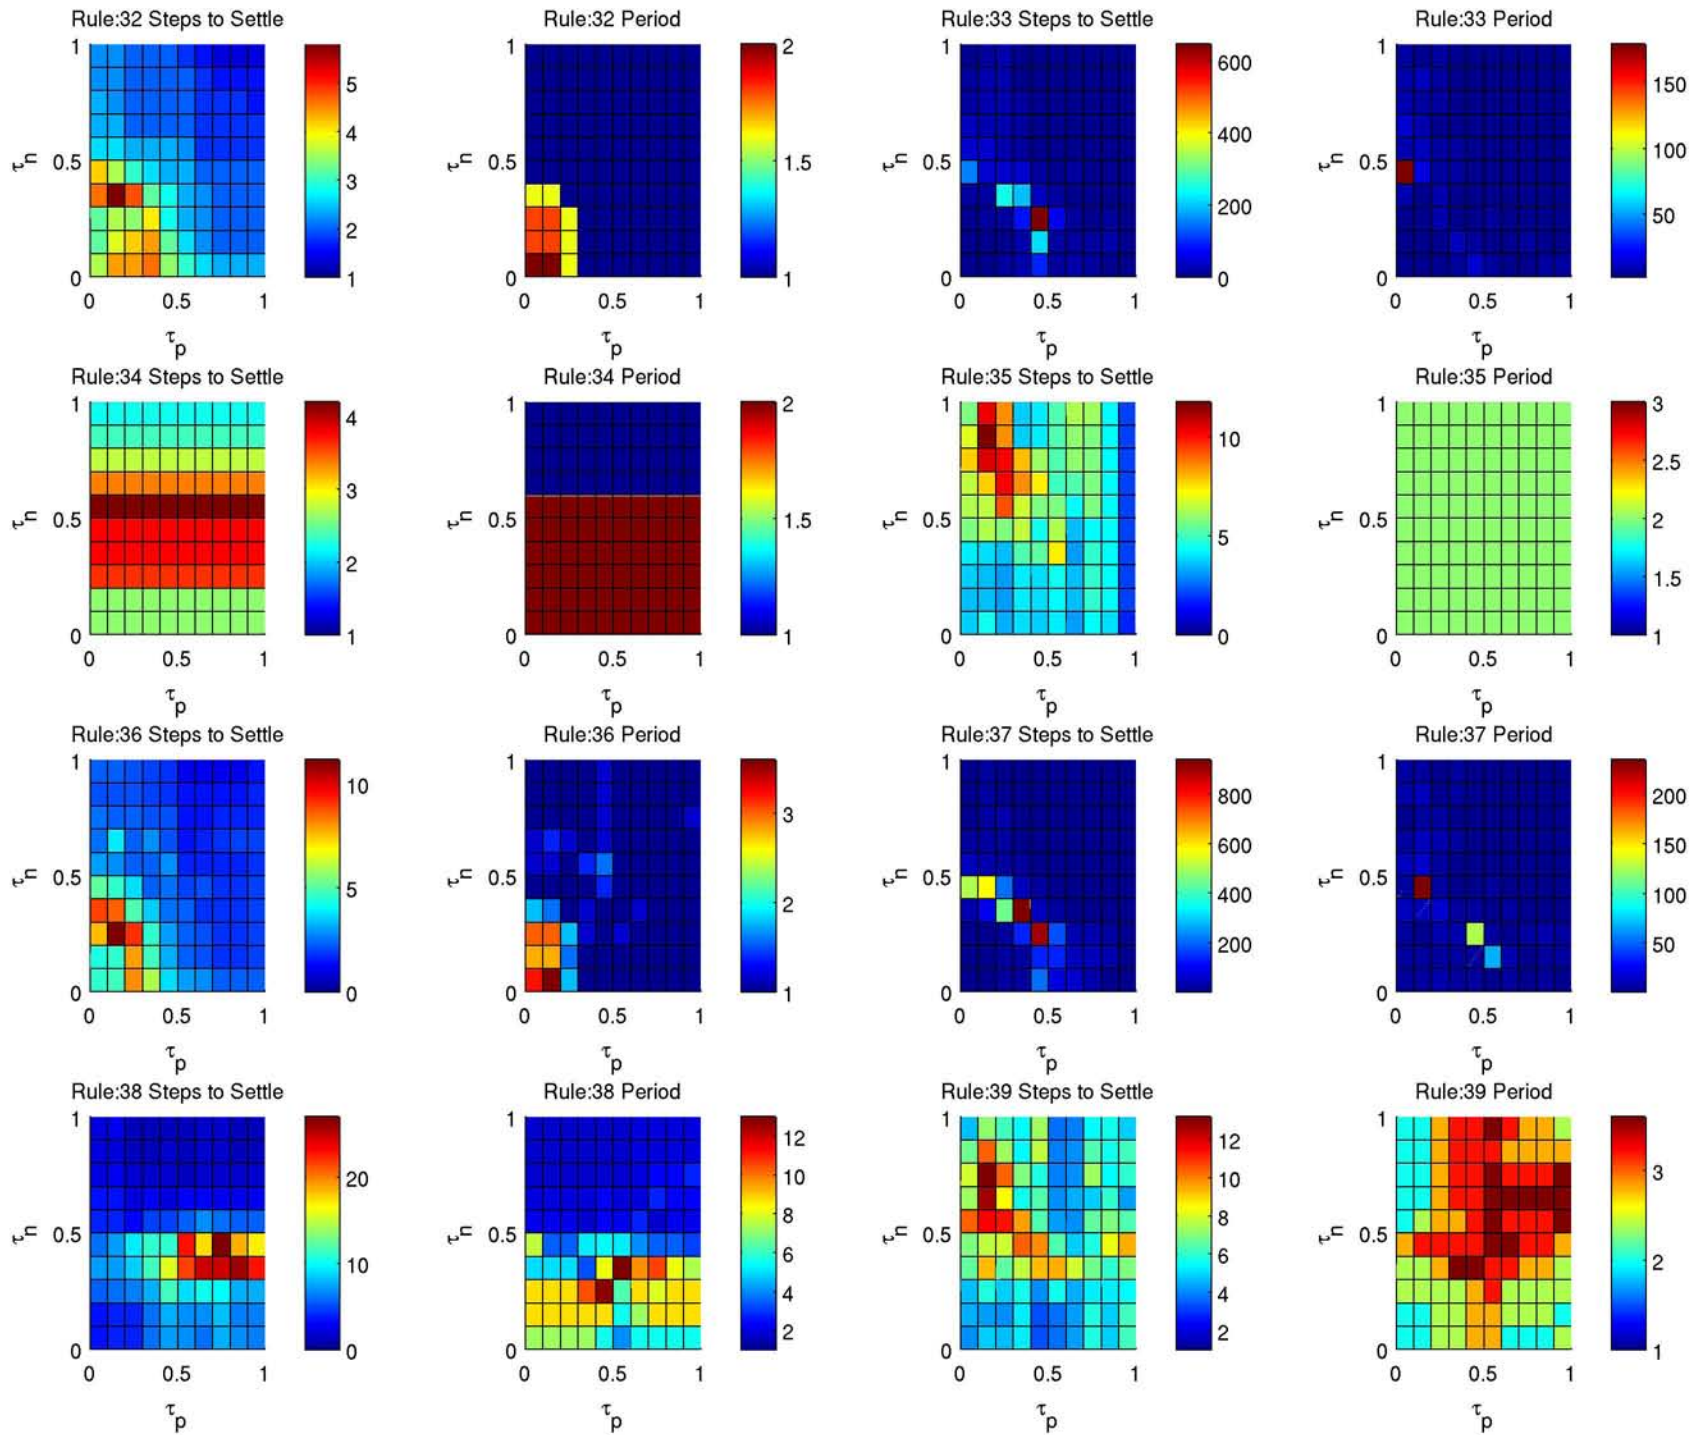 Rule:32 Steps to Settle
1
0.5
0
0 0.5 1
τn
τp
5
4
3
2
1
Rule:32 Period
1
0.5
0
0 0.5 1
τn
τp
2
1.5
1
Rule:33 Steps to Settle
1
0.5
0
0 0.5 1
τn
τp
600
400
200
0
Rule:33 Period
1
0.5
0
0 0.5 1
τn
τp
150
100
50
Rule:34 Steps to Settle
1
0.5
0
0 0.5 1
τn
τp
4
3
2
1
Rule:34 Period
1
0.5
0
0 0.5 1
τn
τp
2
1.5
1
Rule:35 Steps to Settle
1
0.5
0
0 0.5 1
τn
τp
10
5
0
Rule:35 Period
1
0.5
0
0 0.5 1
τn
τp
3
2.5
2
1.5
1
Rule:36 Steps to Settle
1
0.5
0
0 0.5 1
τn
τp
10
5
0
Rule:36 Period
1
0.5
0
0 0.5 1
τn
τp
3
2
1
Rule:37 Steps to Settle
1
0.5
0
0 0.5 1
τn
τp
800
600
400
200
Rule:37 Period
1
0.5
0
0 0.5 1
τn
τp
200
150
100
50
Rule:38 Steps to Settle
1
0.5
0
0 0.5 1
τn
τp
20
10
0
Rule:38 Period
1
0.5
0
0 0.5 1
τn
τp
12
10
8
6
4
2
Rule:39 Steps to Settle
1
0.5
0
0 0.5 1
τn
τp
12
10
8
6
4
2
Rule:39 Period
1
0.5
0
0 0.5 1
τn
τp
3
2
1